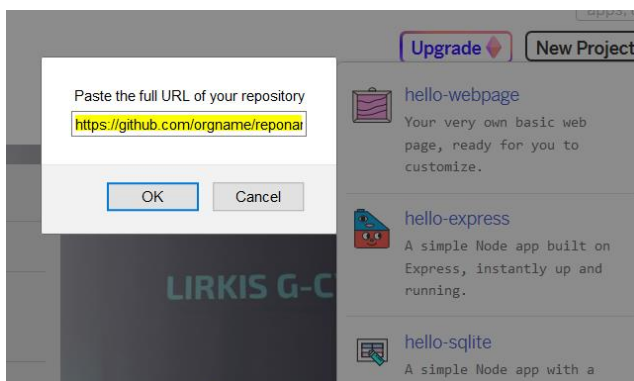 apps,
Upgrade
New Project
Paste the full URL of your repository
https://github.com/orgname/reponar
OK
Cancel
hello-webpage
Your very own basic web
page, ready for you to
customize.
hello-express
A simple Node app built on
Express, instantly up and
running.
LIRKIS G-C
hello-sqlite
A simple Node app with a